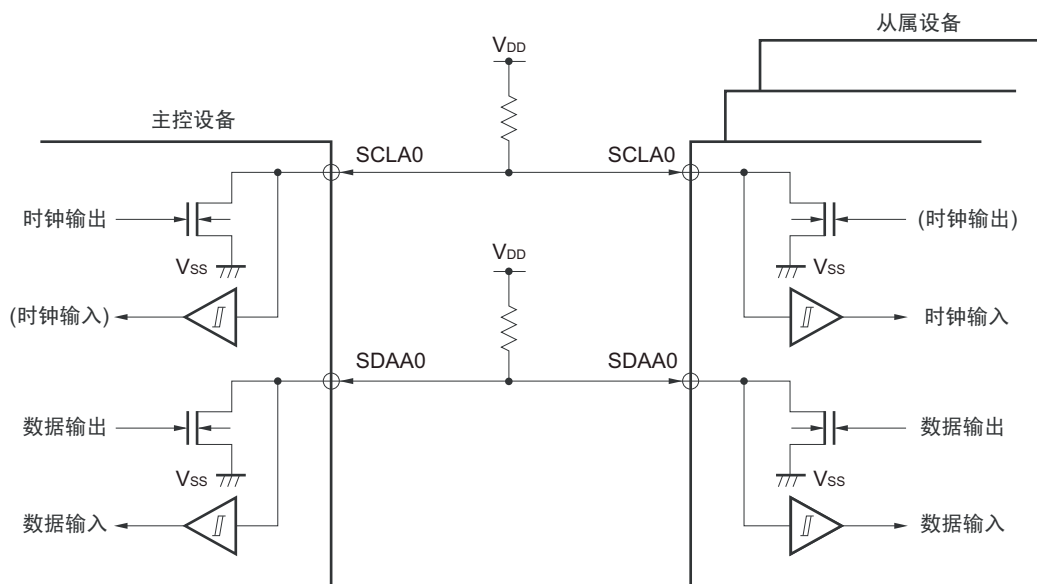 从属设备
VDD
主控设备
SCLA0
SCLA0
时钟输出
(时钟输出)
VSS
VDD
VSS
(时钟输入)
时钟输入
SDAA0
SDAA0
数据输出
数据输出
VSS
VSS
数据输入
数据输入